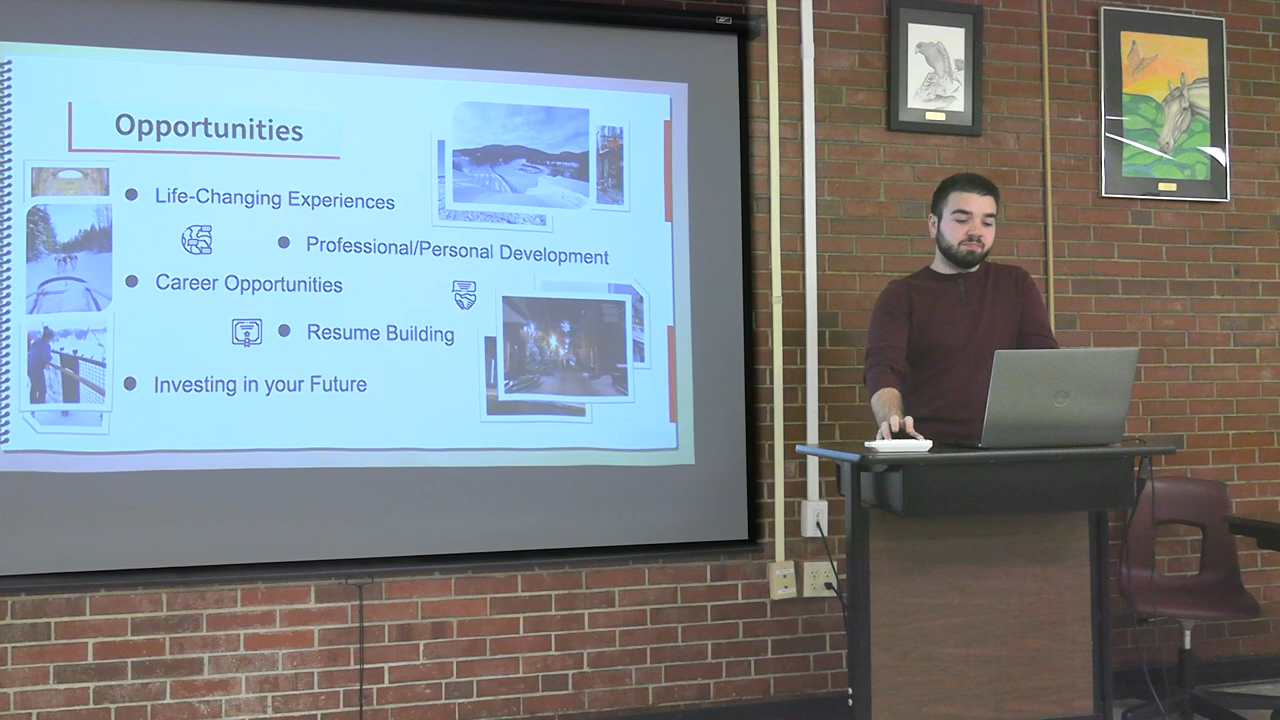 Opportunities
Life-Changing Experiences
Professional/Personal Development
Career Opportunities
Resume Building
Investing in your Future